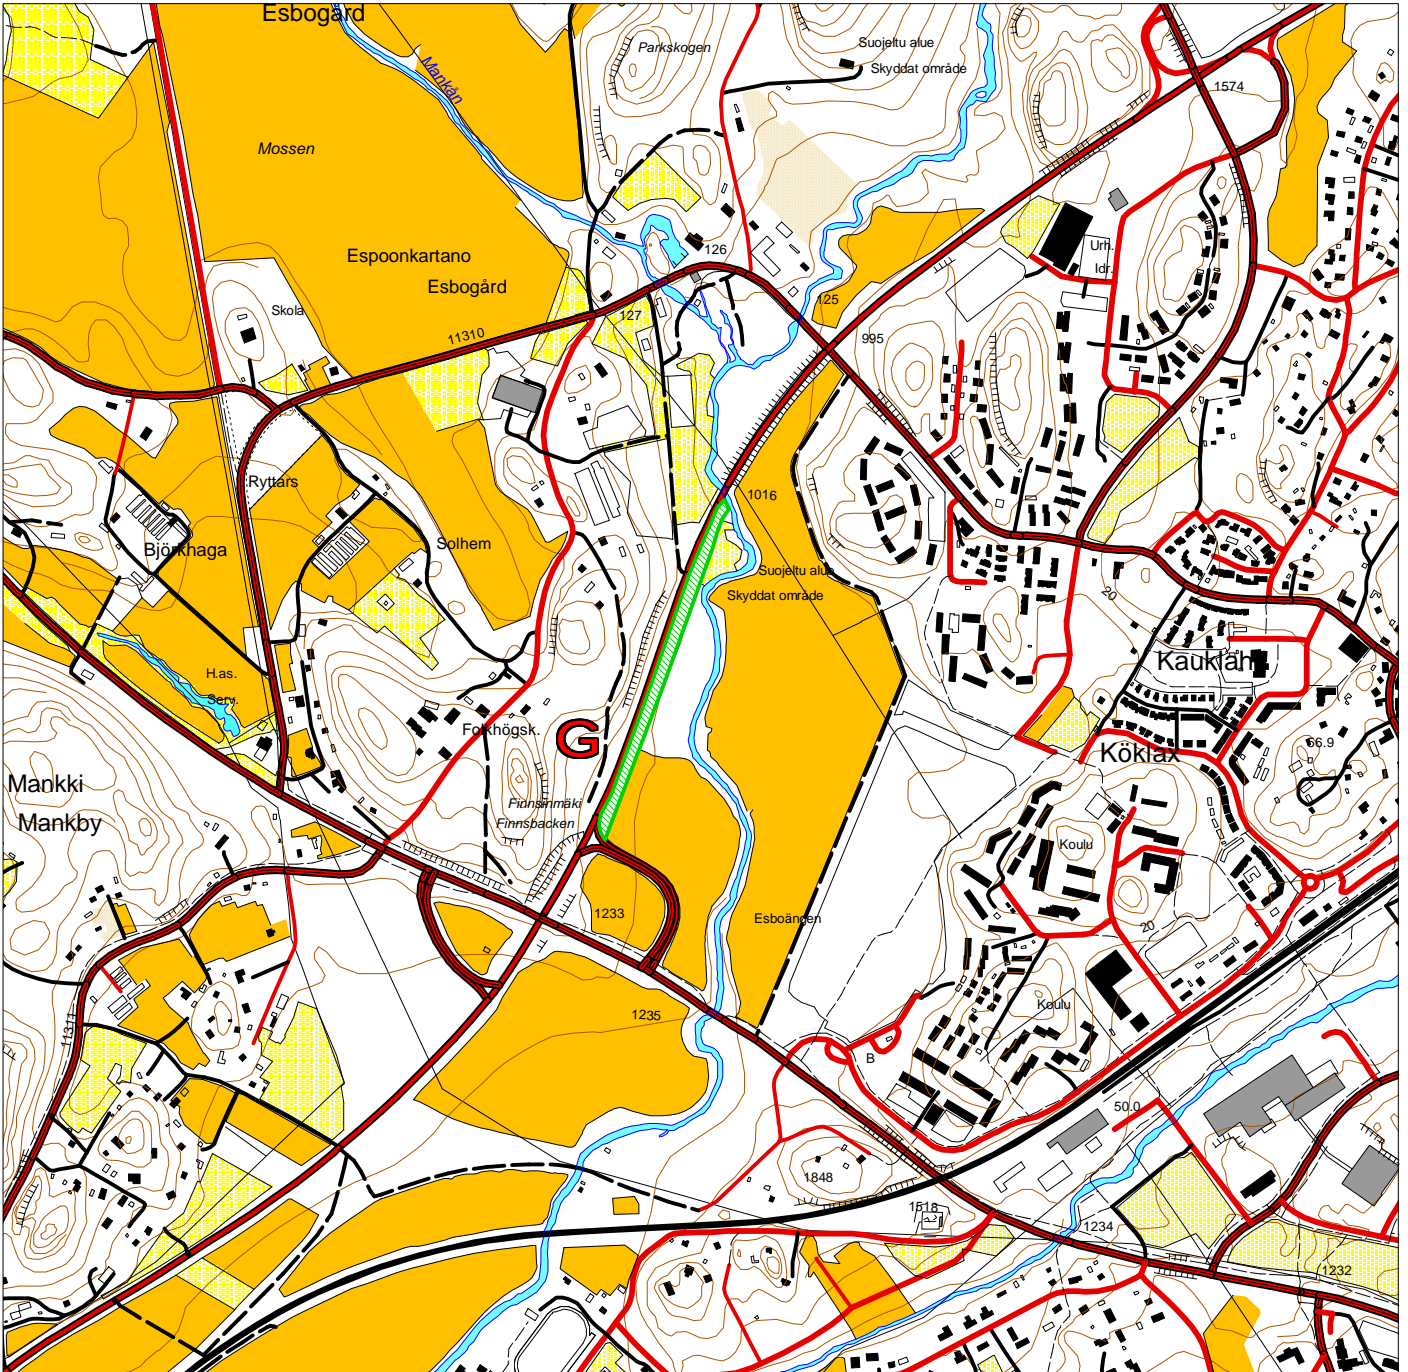 Esbogård
Parkskogen
Suojeltu alue
Skyddat område
Mankån
1574
Mossen
Urh.
Idr.
126
Espoonkartano
Esbogård
Skola
127
125
11310
995
Ryttars
1016
Björkhaga
Solhem
Suojeltu alue
Skyddat område
20
Kauklah
H.as.
Serv.
Folkhögsk.
G
Köklax
66.9
Mankki
Mankby
Finnsinmäki
Finnsbacken
Koulu
1233
Esboängen
20
1235
Koulu
11311
B
50.0
1848
1518
1234
1232